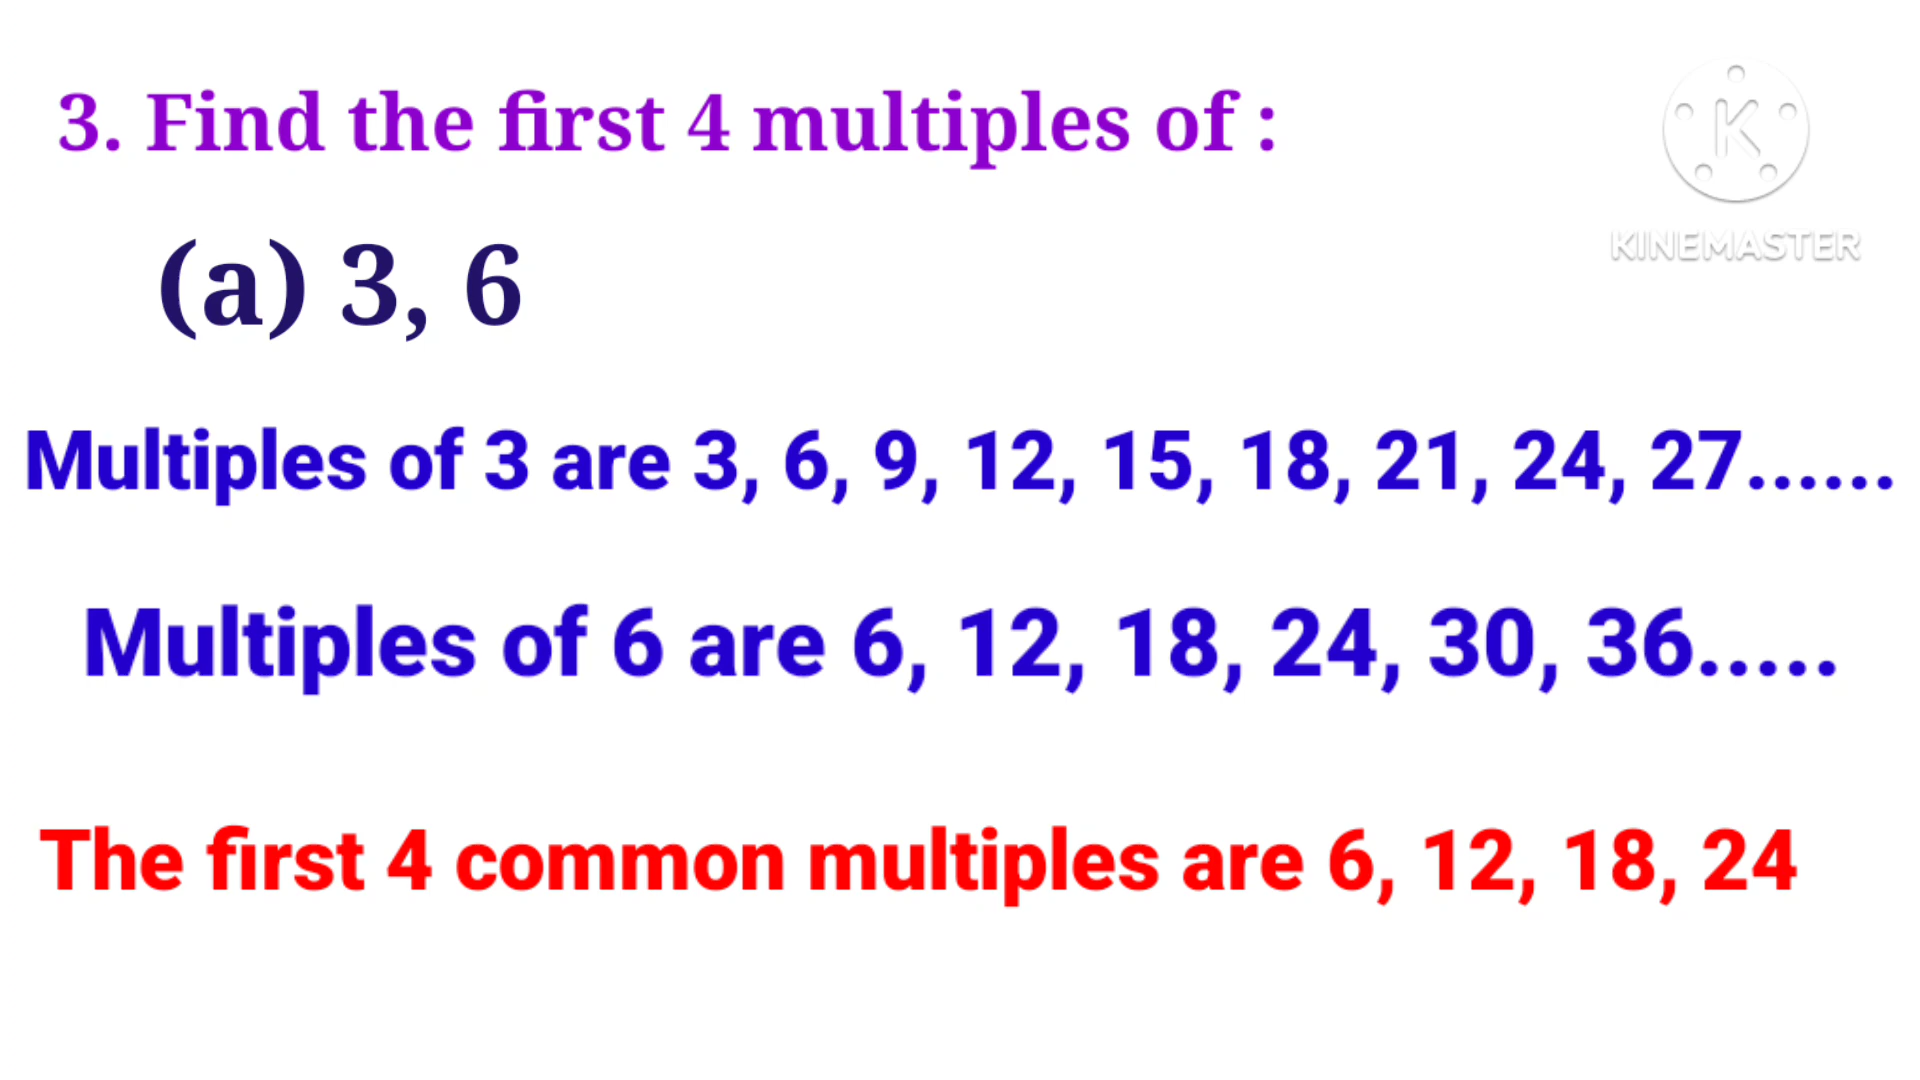 3. Find the first 4 multiples of :
K
KINEMASTER
(a) 3, 6
Multiples of 3 are 3, 6, 9, 12, 15, 18, 21, 24, 27......
Multiples of 6 are 6, 12, 18, 24, 30, 36.....
The first 4 common multiples are 6, 12, 18, 24